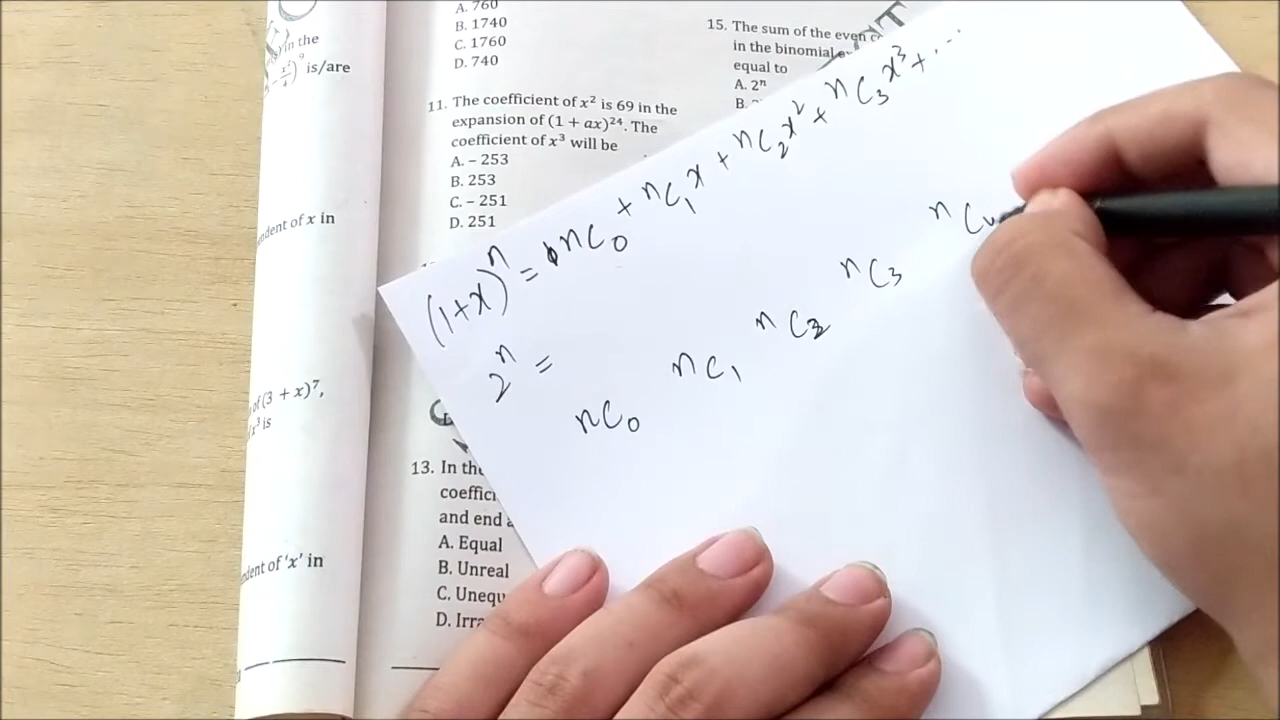 in the
is/are
ndent of x in
of (3 + x)⁷,
x³ is
dent of 'x' in
A. 760
B. 1740
C. 1760
D. 740
11. The coefficient of x² is 69 in the
expansion of (1 + ax)²⁴. The
coefficient of x³ will be
A. – 253
B. 253
C. – 251
D. 251
13. In the
coeffici
and end
A. Equal
B. Unreal
C. Unequ
D. Irra
15. The sum of the even c
in the binomial e
equal to
A. 2ⁿ
B.
(1+x)ⁿ = nC₀ + nC₁x + nC₂x² + nC₃x³ + ...
2ⁿ =
nC₀ nC₁ nC₂ nC₃ nC